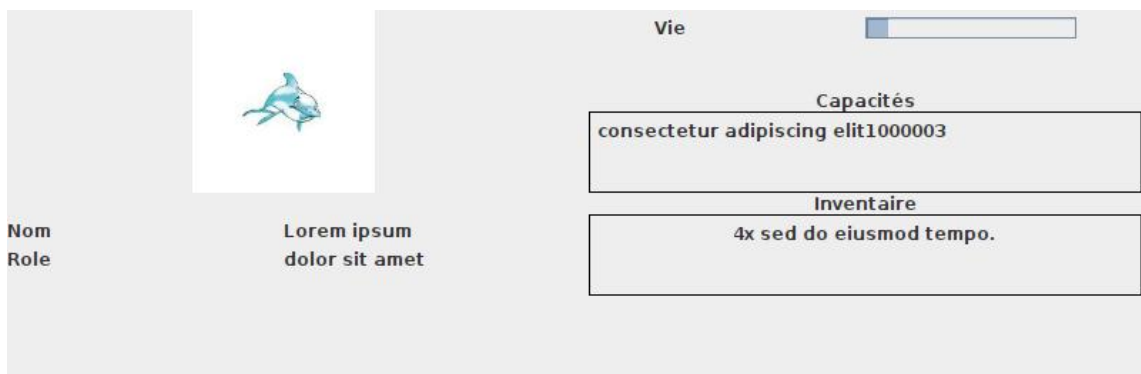 Vie
Capacités
consectetur adipiscing elit1000003
Inventaire
4x sed do eiusmod tempo.
Nom Lorem ipsum
Role dolor sit amet